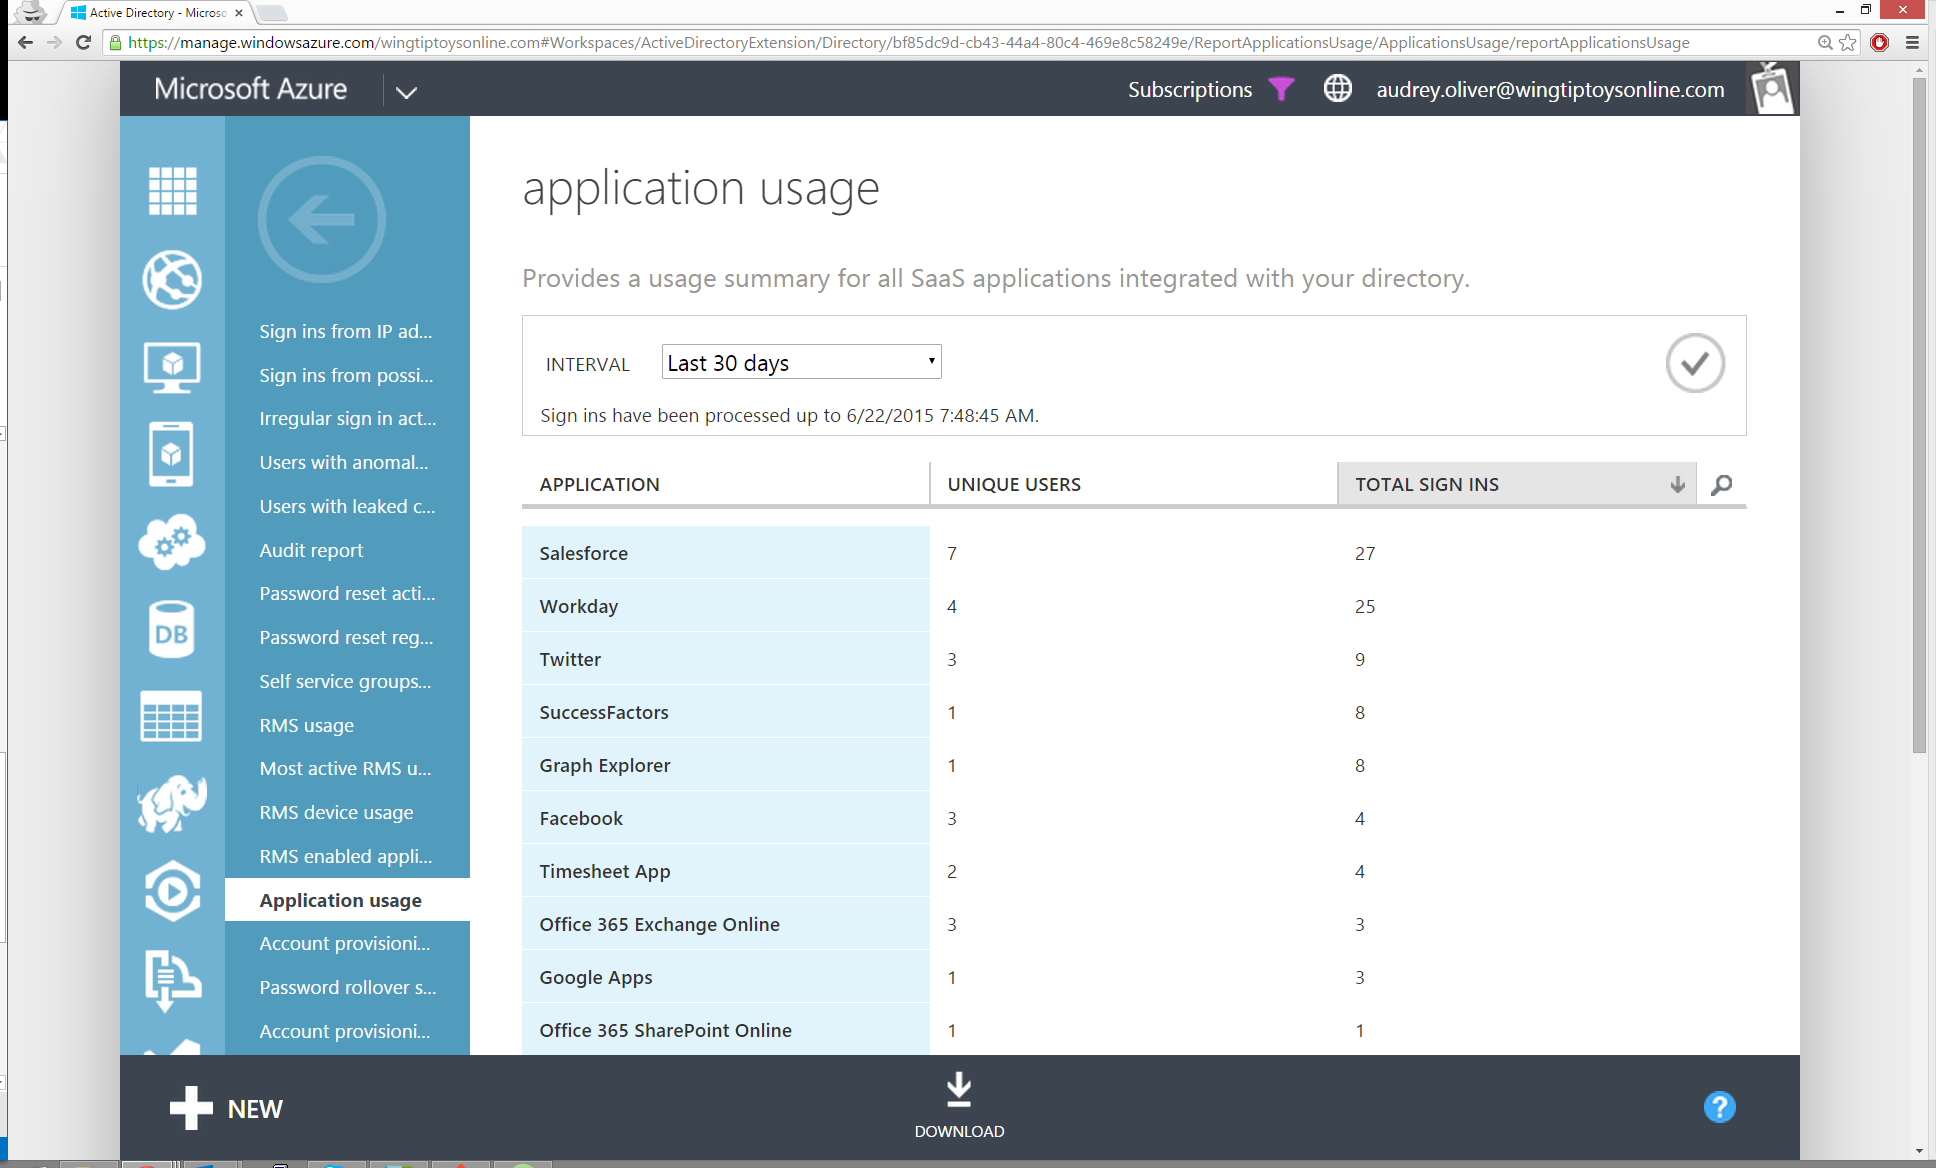 Active Directory - Microso
https://manage.windowsazure.com/wingtiptoysonline.com#Workspaces/ActiveDirectoryExtension/Directory/bf85dc9d-cb43-44a4-80c4-469e8c58249e/ReportApplicationsUsage/ApplicationsUsage/reportApplicationsUsage
Microsoft Azure
Subscriptions
audrey.oliver@wingtiptoysonline.com
Sign ins from IP ad...
Sign ins from possi...
Irregular sign in act...
Users with anomal...
Users with leaked c...
Audit report
Password reset acti...
Password reset reg...
Self service groups...
RMS usage
Most active RMS u...
RMS device usage
RMS enabled appli...
Application usage
Account provisioni...
Password rollover s...
Account provisioni...
DB
application usage
Provides a usage summary for all SaaS applications integrated with your directory.
INTERVAL Last 30 days
Sign ins have been processed up to 6/22/2015 7:48:45 AM.
APPLICATION UNIQUE USERS TOTAL SIGN INS
Salesforce 7 27
Workday 4 25
Twitter 3 9
SuccessFactors 1 8
Graph Explorer 1 8
Facebook 3 4
Timesheet App 2 4
Office 365 Exchange Online 3 3
Google Apps 1 3
Office 365 SharePoint Online 1 1
NEW
DOWNLOAD
?